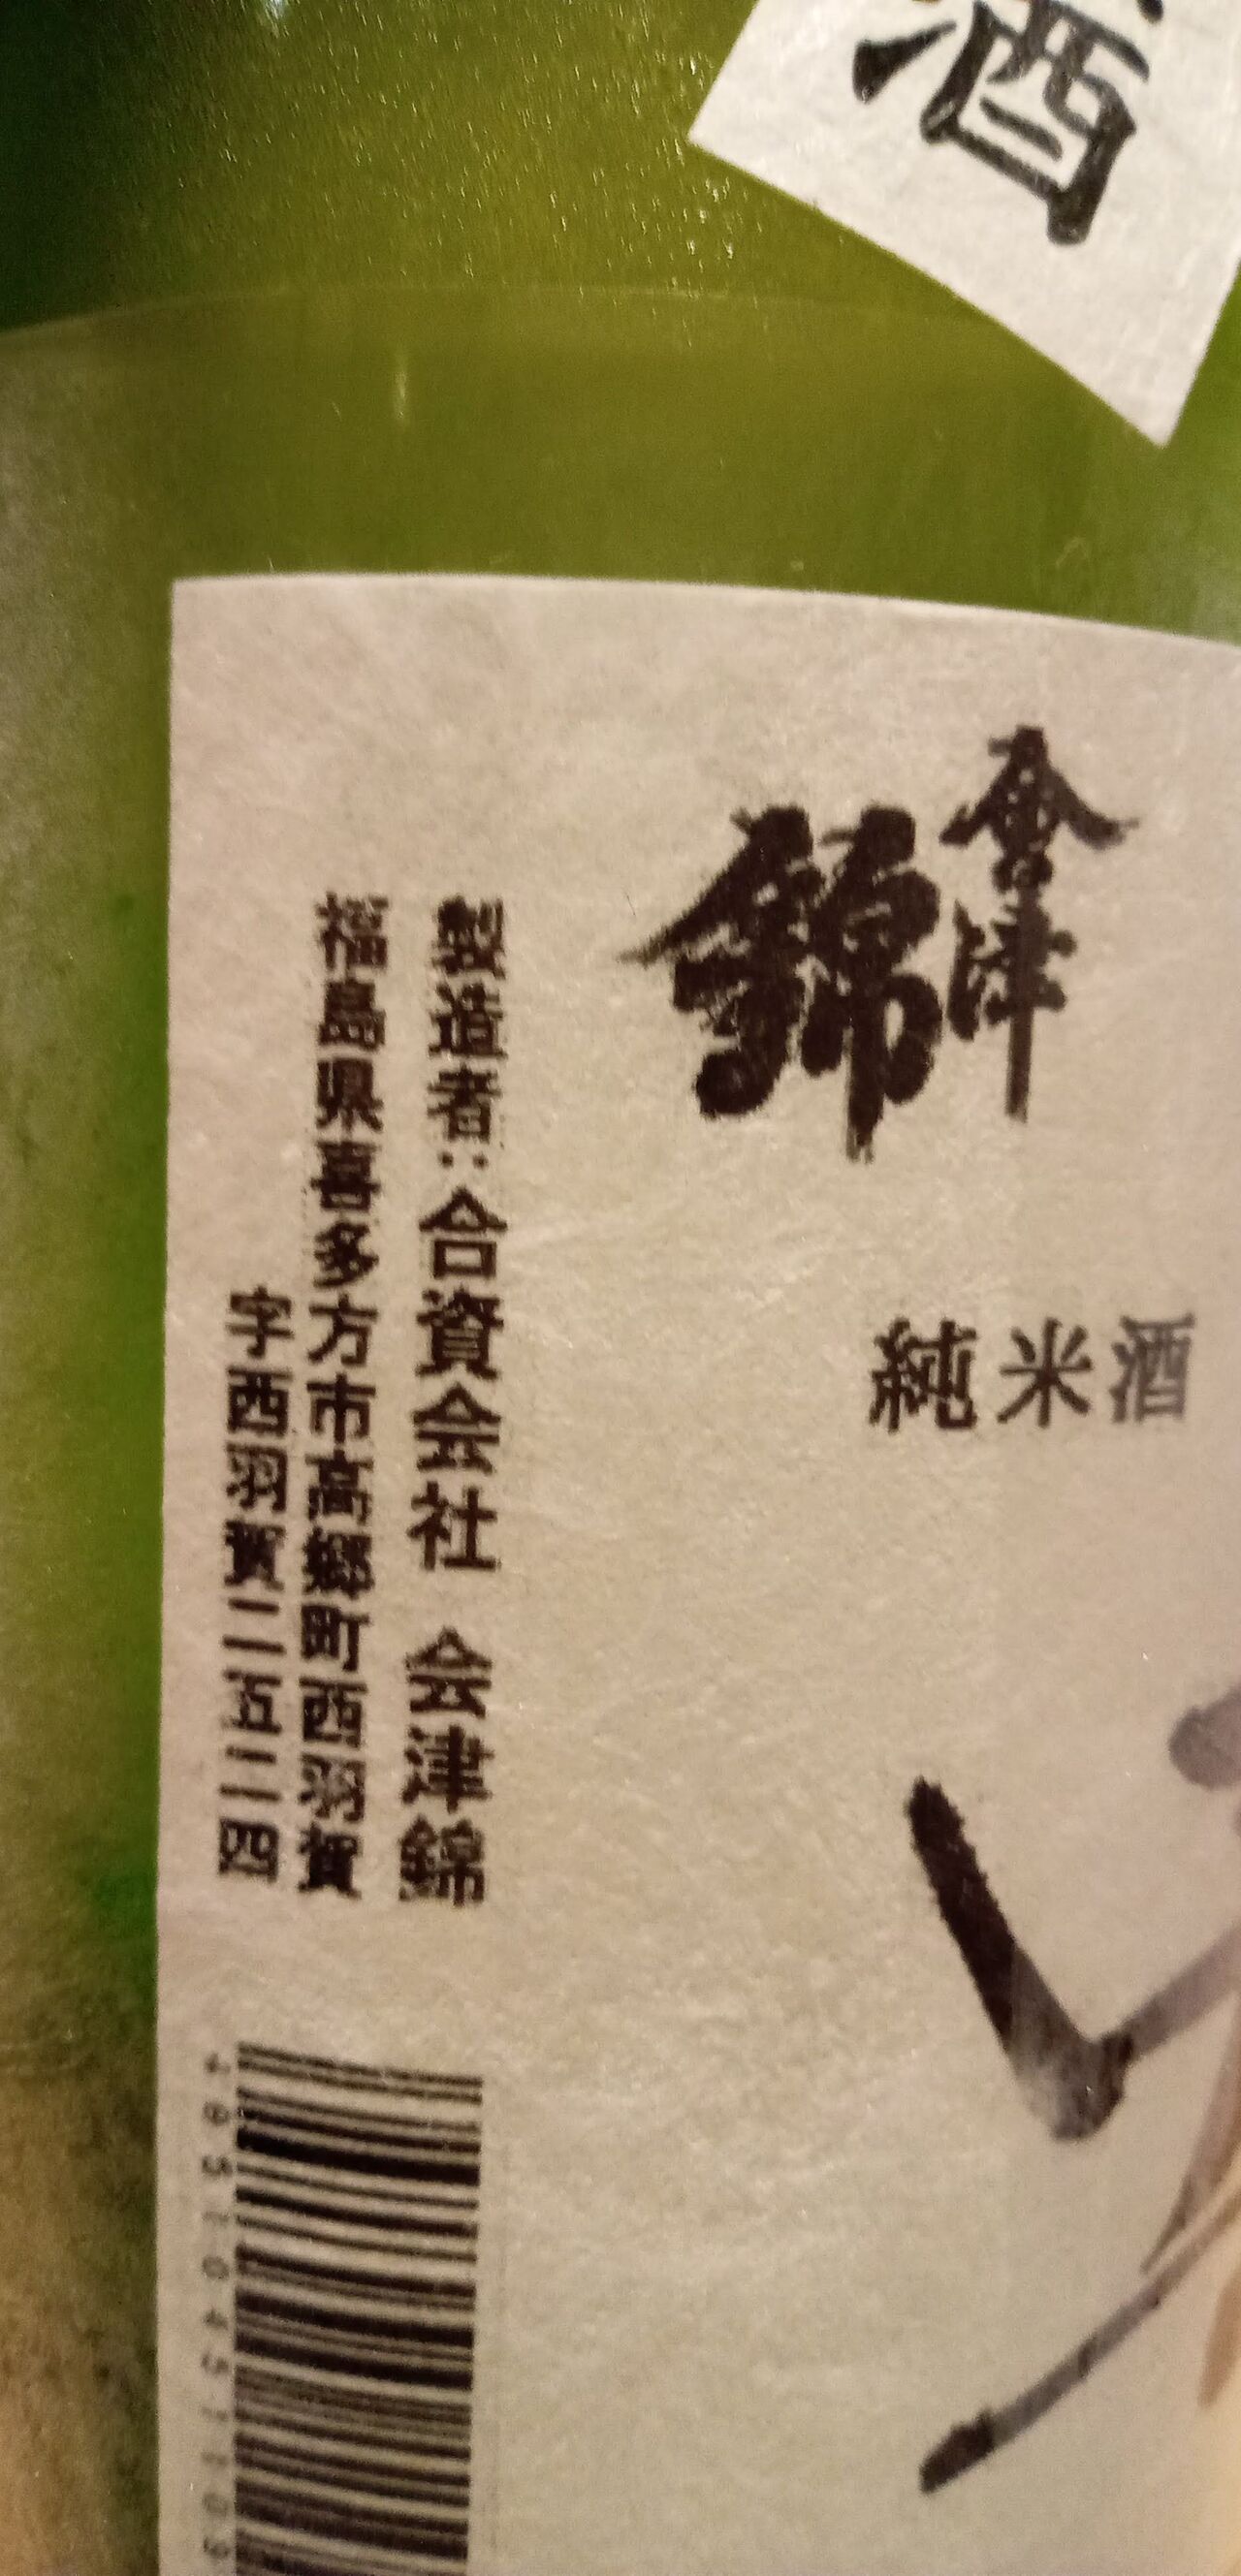 酒
會津
錦
純米酒
製造者:合資会社 会津錦
福島県喜多方市高郷町西羽賀
字西羽賀二五二四
495104571109